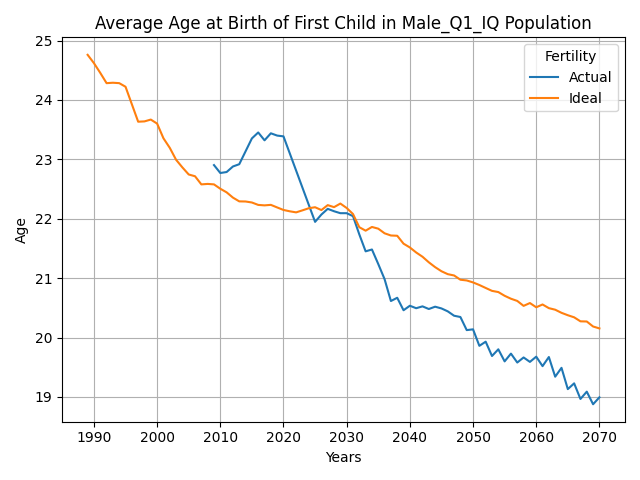 Average Age at Birth of First Child in Male_Q1_IQ Population
Fertility
Actual
Ideal
Age
25
24
23
22
21
20
19
1990 2000 2010 2020 2030 2040 2050 2060 2070
Years